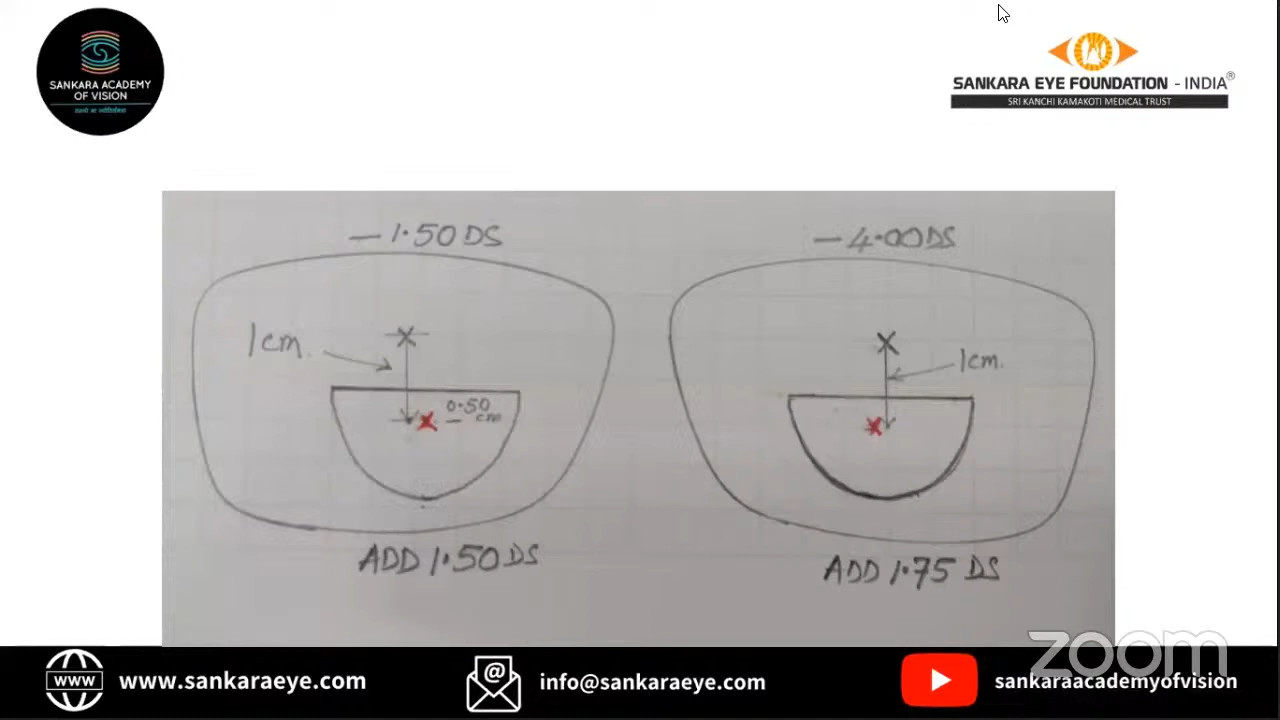 SANKARA ACADEMY
OF VISION
SANKARA EYE FOUNDATION - INDIA®
SRI KANCHI KAMAKOTI MEDICAL TRUST
- 1.50 DS
- 4.00 DS
1cm.
1cm.
0.50
cm
ADD 1.50 DS
ADD 1.75 DS
zoom
www
www.sankaraeye.com
@
info@sankaraeye.com
sankaraacademyofvision